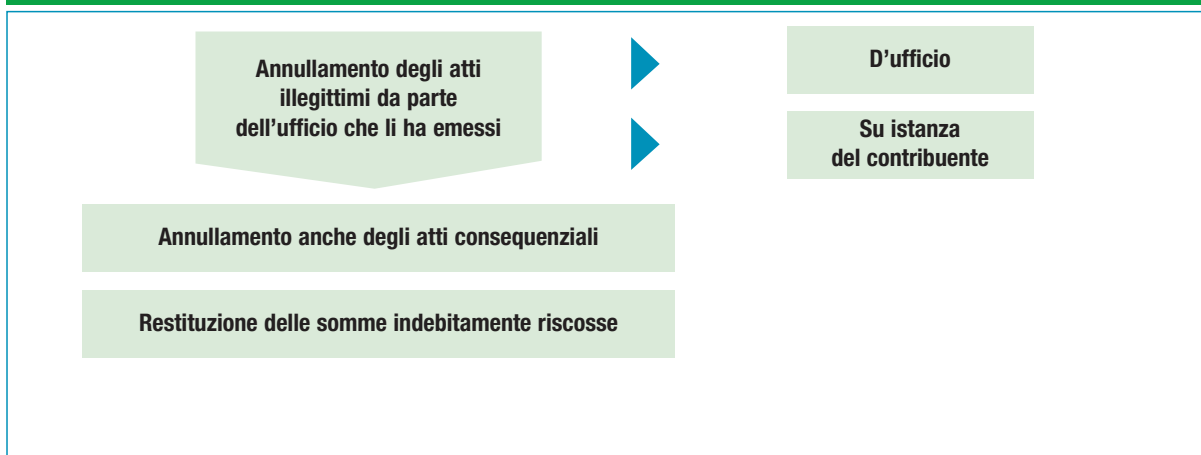 Annullamento degli atti
illegittimi da parte
dell'ufficio che li ha emessi
D'ufficio
Su istanza
del contribuente
Annullamento anche degli atti consequenziali
Restituzione delle somme indebitamente riscosse